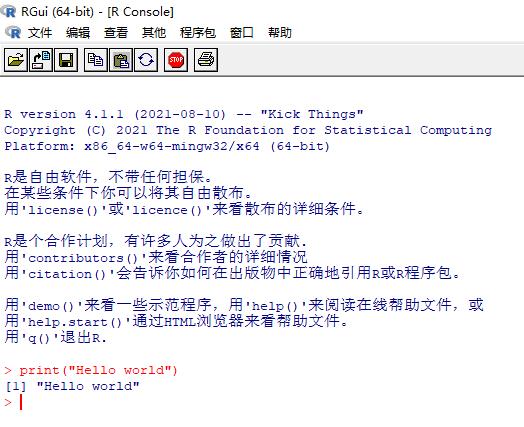 RGui (64-bit) - [R Console]
文件 编辑 查看 其他 程序包 窗口 帮助
STOP
R version 4.1.1 (2021-08-10) -- "Kick Things"
Copyright (C) 2021 The R Foundation for Statistical Computing
Platform: x86_64-w64-mingw32/x64 (64-bit)
R是自由软件，不带任何担保。
在某些条件下你可以将其自由散布。
用'license()'或'licence()'来看散布的详细条件。
R是个合作计划，有许多人为之做出了贡献.
用'contributors()'来看合作者的详细情况
用'citation()'会告诉你如何在出版物中正确地引用R或R程序包。
用'demo()'来看一些示范程序，用'help()'来阅读在线帮助文件，或
用'help.start()'通过HTML浏览器来看帮助文件。
用'q()'退出R.
> print("Hello world")
[1] "Hello world"
>